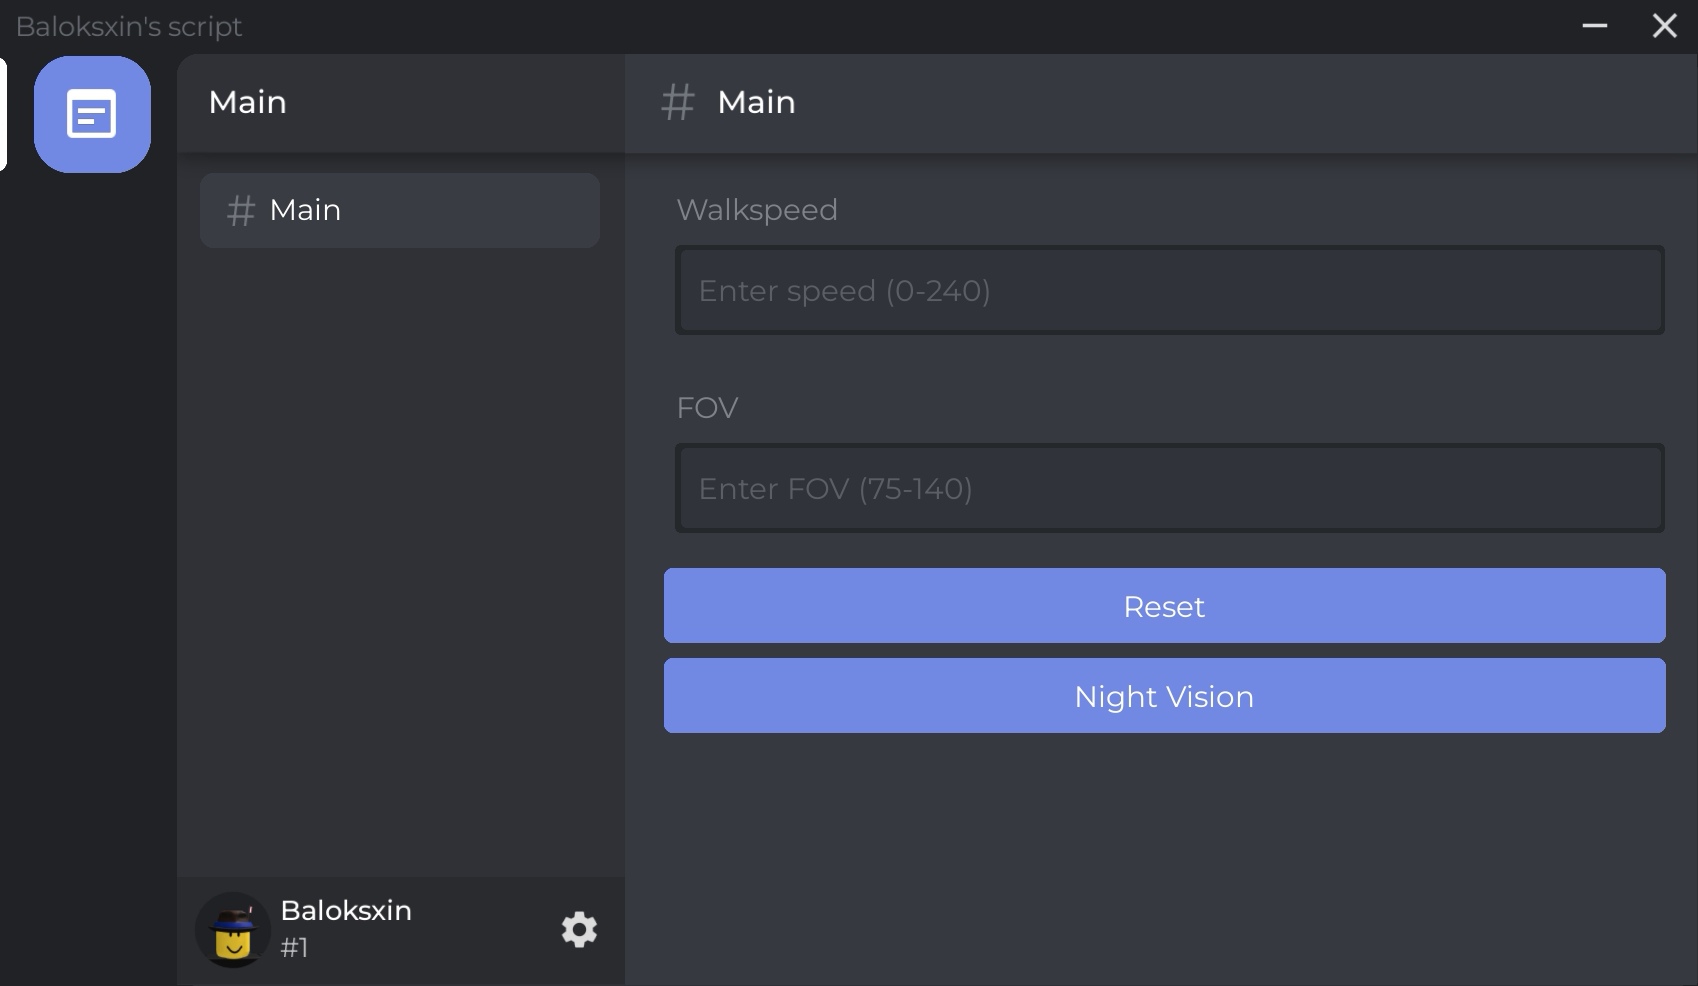 Baloksxin's script
Main
# Main
# Main
Walkspeed
Enter speed (0-240)
FOV
Enter FOV (75-140)
Reset
Night Vision
Baloksxin
#1